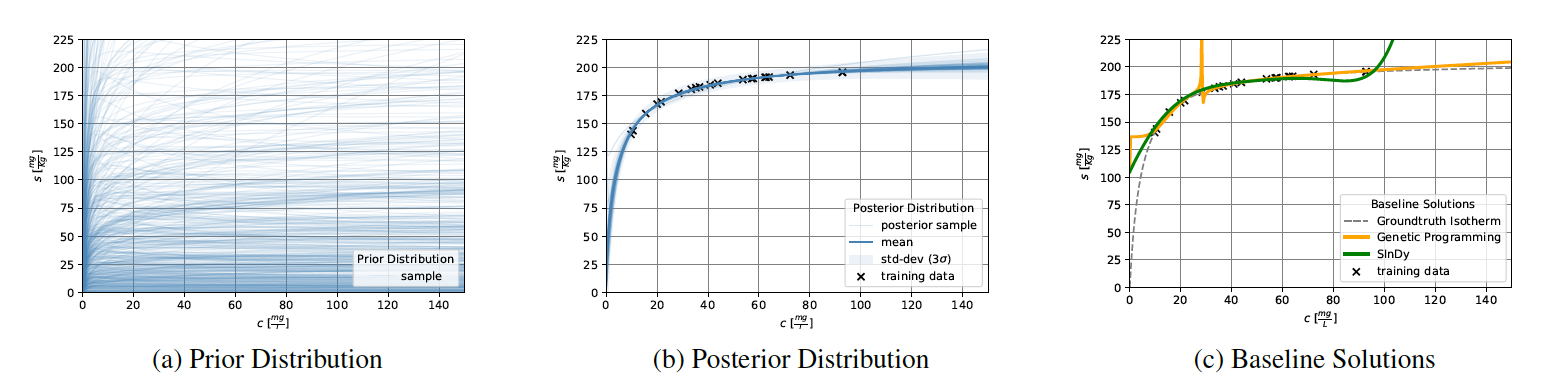 225
200
175
150
125
100
75
50
25
0
s [mg/Kg]
0 20 40 60 80 100 120 140
c [mg/L]
Prior Distribution
sample
(a) Prior Distribution
225
200
175
150
125
100
75
50
25
0
s [mg/Kg]
0 20 40 60 80 100 120 140
c [mg/L]
Posterior Distribution
posterior sample
mean
std-dev (3σ)
training data
(b) Posterior Distribution
225
200
175
150
125
100
75
50
25
0
s [mg/Kg]
0 20 40 60 80 100 120 140
c [mg/L]
Baseline Solutions
Groundtruth Isotherm
Genetic Programming
SInDy
training data
(c) Baseline Solutions